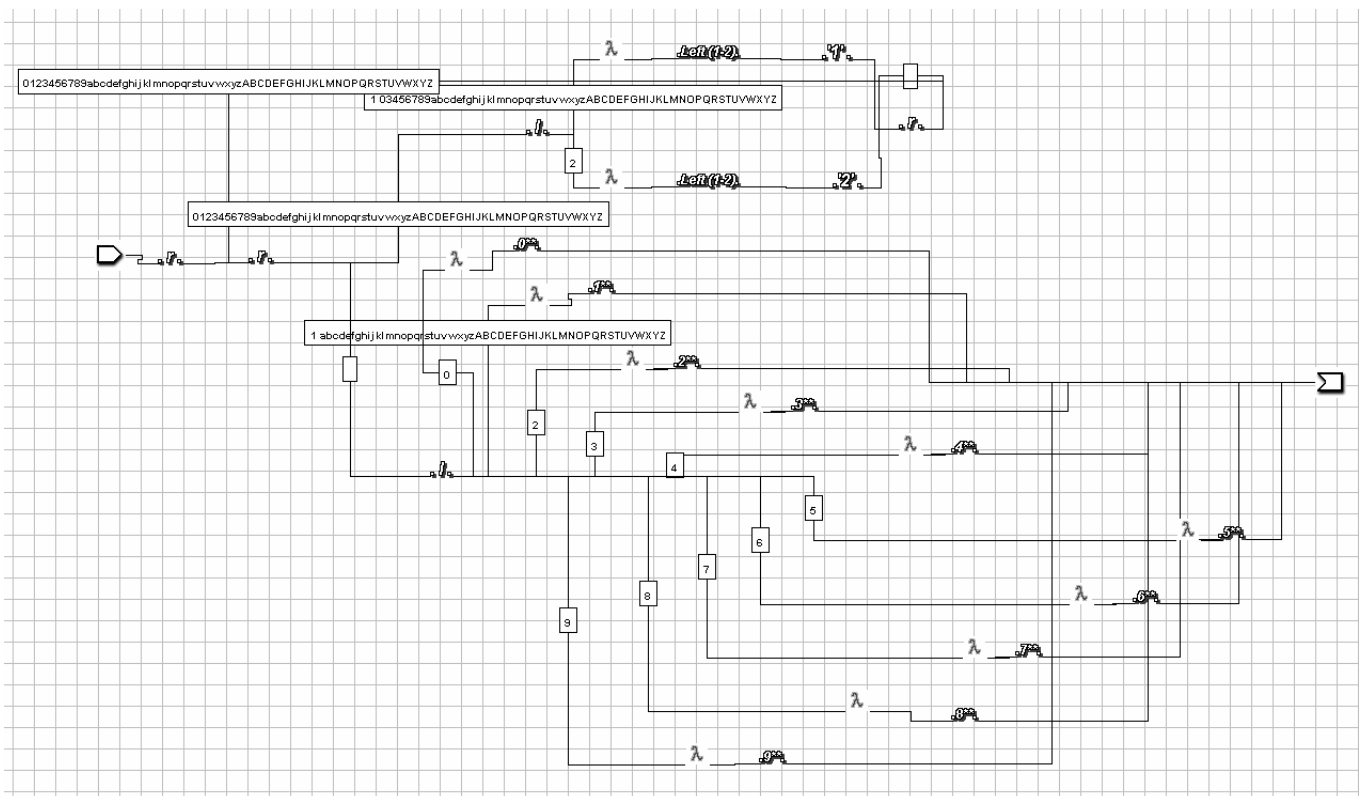 λ .Left (1-2). .'1'.
0123456789abcdefghijklmnopqrstuvwxyzABCDEFGHIJKLMNOPQRSTUVWXYZ
1 03456789abcdefghijklmnopqrstuvwxyzABCDEFGHIJKLMNOPQRSTUVWXYZ
.l. .r.
2
λ .Left (1-2). .'2'.
0123456789abcdefghijklmnopqrstuvwxyzABCDEFGHIJKLMNOPQRSTUVWXYZ
.r. .r. λ .0**.
λ .1**.
1 abcdefghijklmnopqrstuvwxyzABCDEFGHIJKLMNOPQRSTUVWXYZ
λ .2**.
0
λ .3**.
2
3 λ .4**.
.l. 4
5
λ .5**.
6
7
8 λ .6**.
9
λ .7**.
λ .8**.
λ .9**.